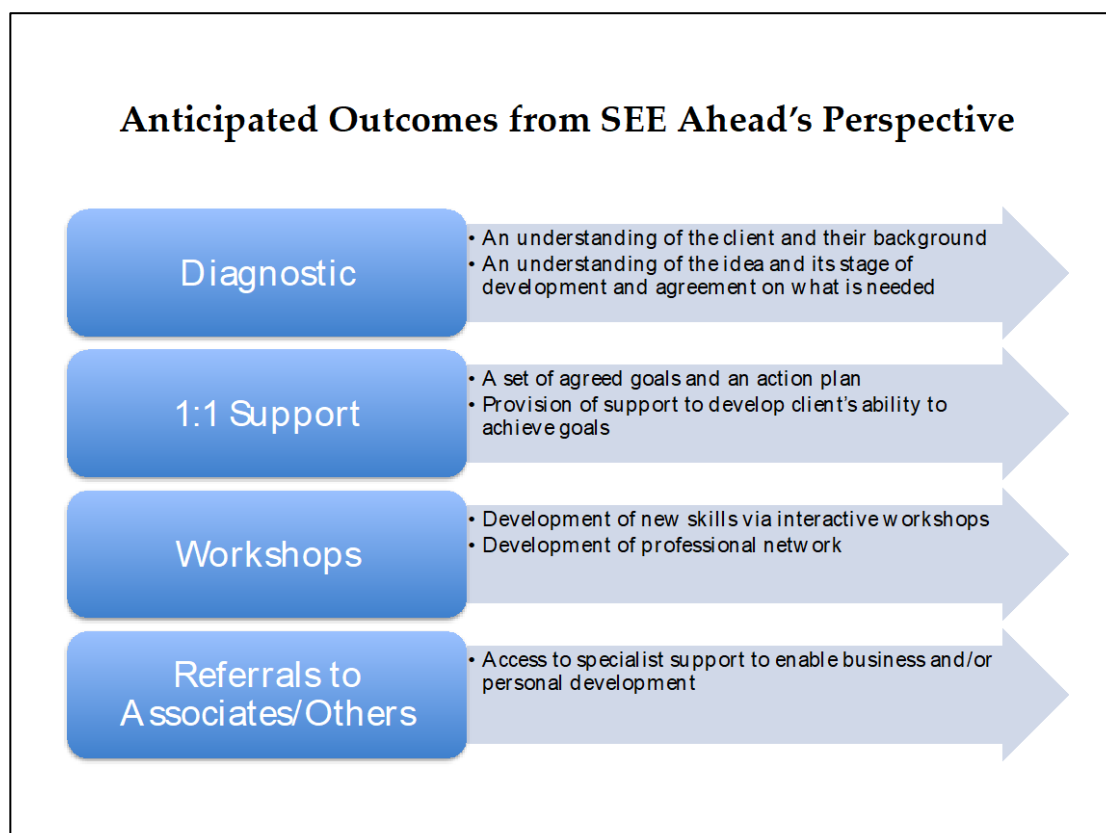 Anticipated Outcomes from SEE Ahead's Perspective
Diagnostic
• An understanding of the client and their background
• An understanding of the idea and its stage of
development and agreement on what is needed
1:1 Support
• A set of agreed goals and an action plan
• Provision of support to develop client's ability to
achieve goals
Workshops
• Development of new skills via interactive workshops
• Development of professional network
Referrals to
Associates/Others
• Access to specialist support to enable business and/or
personal development